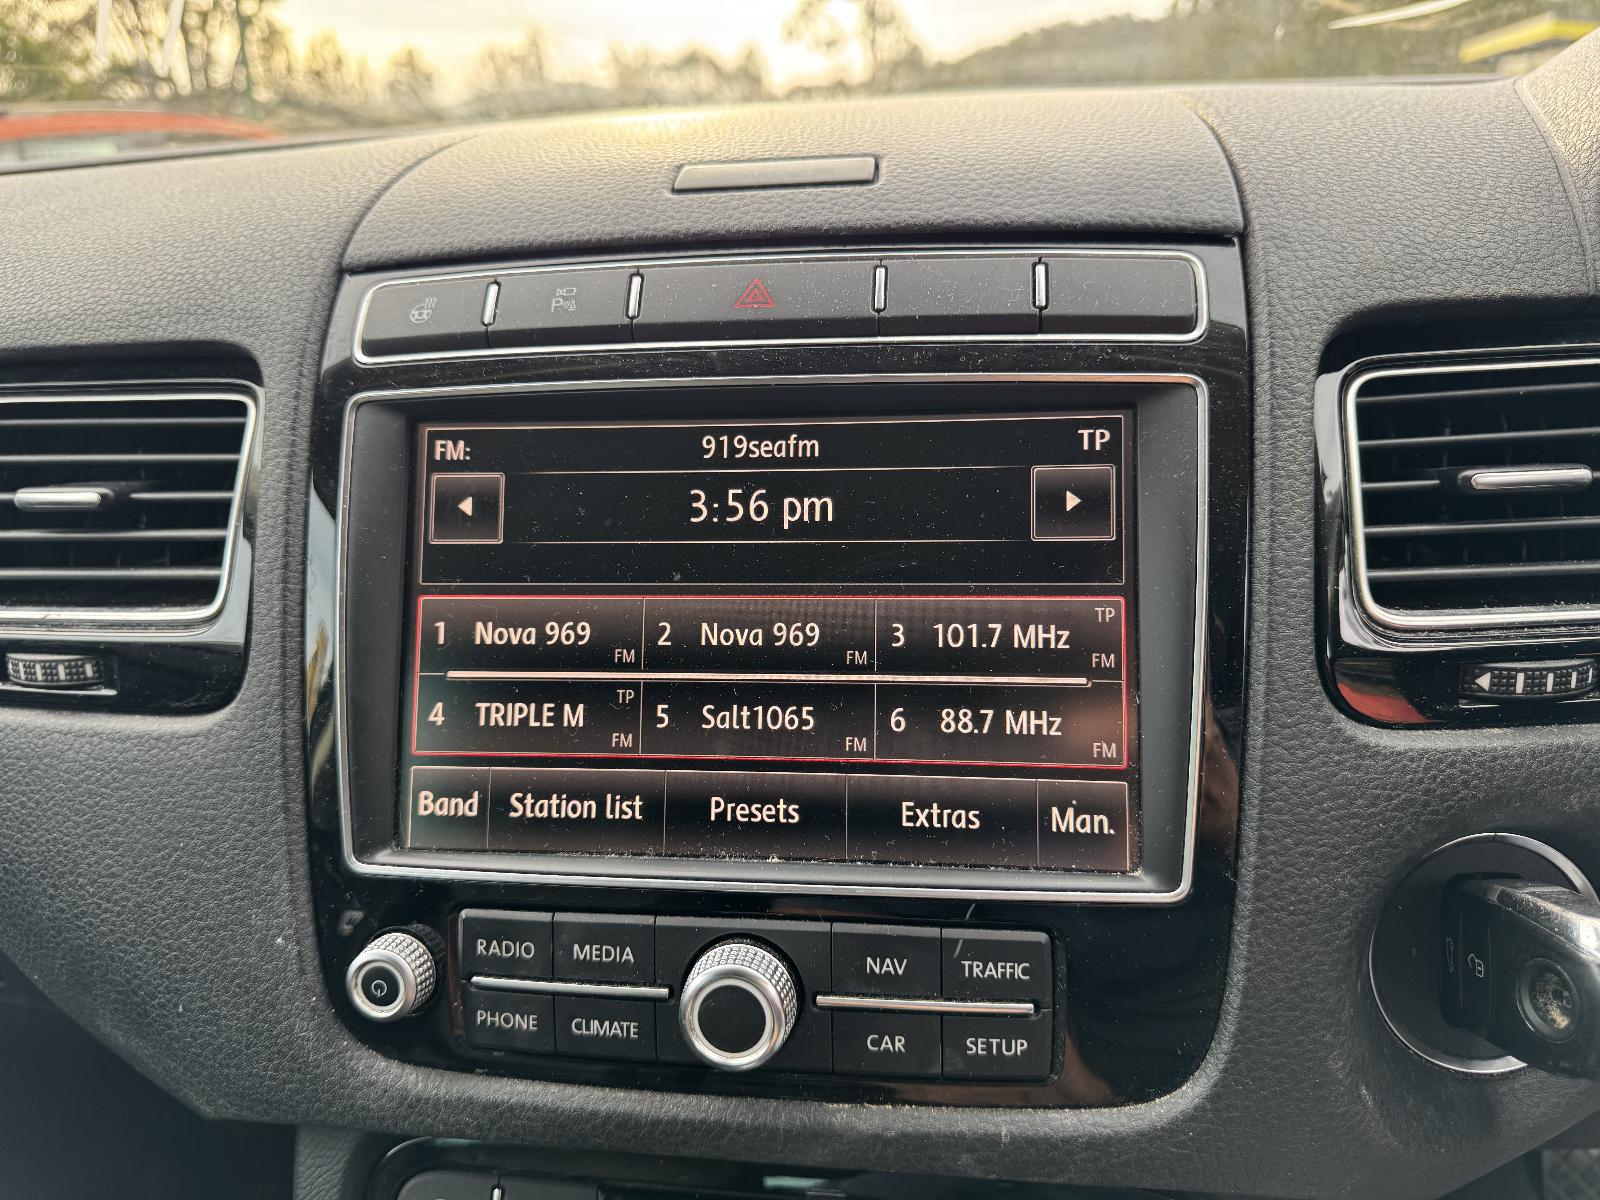 P
FM: 919seafm TP
3:56 pm
1 Nova 969 FM 2 Nova 969 FM 3 101.7 MHz TP FM
4 TRIPLE M TP FM 5 Salt1065 FM 6 88.7 MHz FM
Band Station list Presets Extras Man.
RADIO MEDIA NAV TRAFFIC
PHONE CLIMATE CAR SETUP